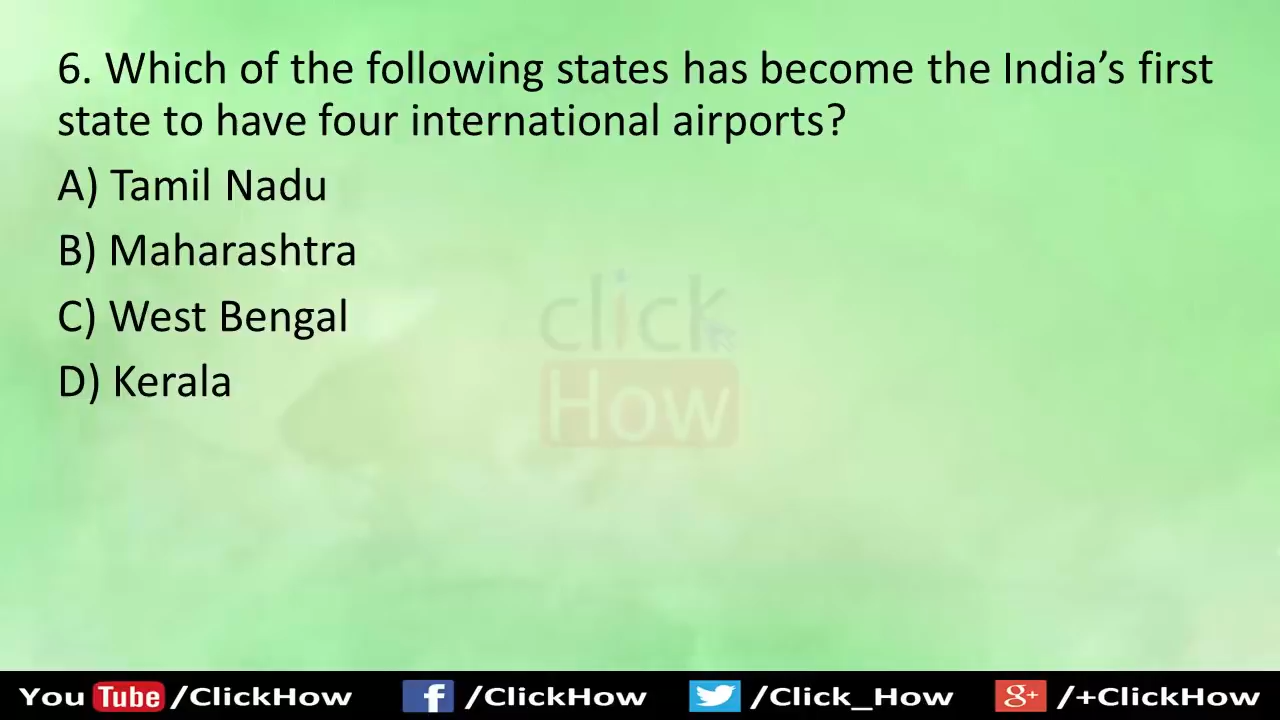 6. Which of the following states has become the India’s first
state to have four international airports?
A) Tamil Nadu
B) Maharashtra
C) West Bengal
D) Kerala
click
How
You Tube /ClickHow f /ClickHow /Click_How g+ /+ClickHow